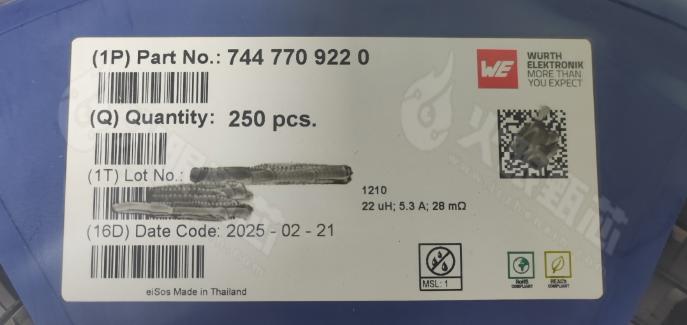 (1P) Part No.: 744 770 922 0
WE
WURTH
ELEKTRONIK
MORE THAN
YOU EXPECT
(Q) Quantity: 250 pcs.
(1T) Lot No.:
1210
22 uH; 5.3 A; 28 mΩ
(16D) Date Code: 2025 - 02 - 21
MSL: 1
RoHS
COMPLIANT
REACh
COMPLIANT
eiSos Made in Thailand